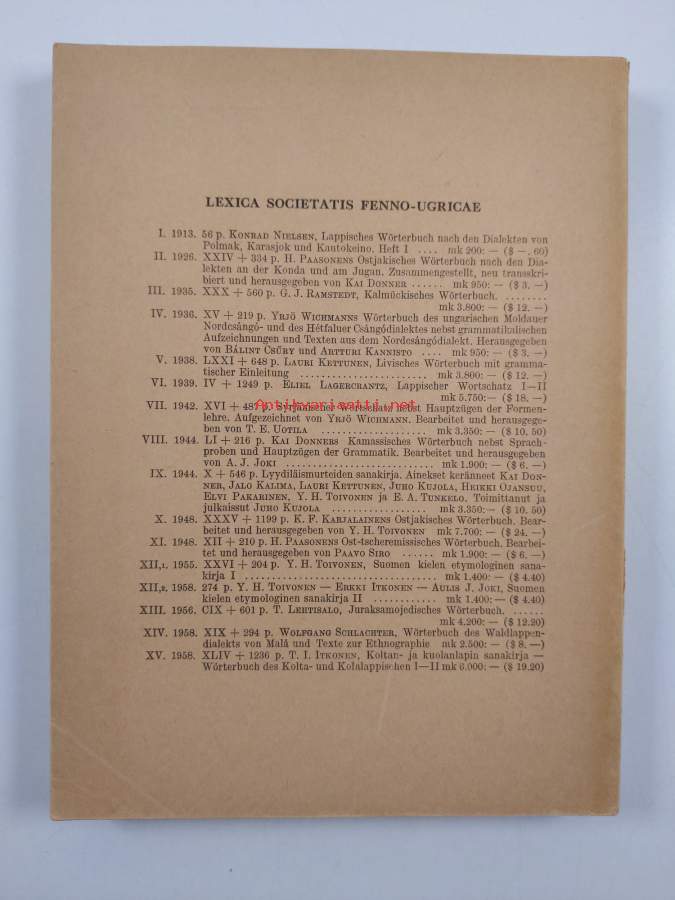 LEXICA SOCIETATIS FENNO-UGRICAE
I. 1913. 56 p. KONRAD NIELSEN, Lappisches Wörterbuch nach den Dialekten von
Polmak, Karasjok und Kautokeino. Heft I .... mk 200: — ($ —. 60)
II. 1926. XXIV + 334 p. H. PAASONENS Ostjakisches Wörterbuch nach den Dia-
lekten an der Konda und am Jugan. Zusammengestellt, neu transskri-
biert und herausgegeben von KAI DONNER ...... mk 950: — ($ 3. —)
III. 1935. XXX + 560 p. G. J. RAMSTEDT, Kalmückisches Wörterbuch. ........
mk 3.800: — ($ 12. —)
IV. 1936. XV + 219 p. YRJÖ WICHMANNS Wörterbuch des ungarischen Moldauer
Nordcsángó- und des Hétfaluer Csángódialektes nebst grammatikalischen
Aufzeichnungen und Texten aus dem Nordcsángódialekt. Herausgegeben
von BÁLINT CSŰRY und ARTTURI KANNISTO .... mk 950: — ($ 3. —)
V. 1938. LXXI + 648 p. LAURI KETTUNEN, Livisches Wörterbuch mit gramma-
tischer Einleitung .................... mk 3.800: — ($ 12. —)
VI. 1939. IV + 1249 p. ELIEL LAGERCRANTZ, Lappischer Wortschatz I—II
mk 5.750: — ($ 18. —)
Antikvariaatti.net
VII. 1942. XVI + 487 p. Syrjänischer Wortschatz nebst Hauptzügen der Formen-
lehre. Aufgezeichnet von YRJÖ WICHMANN. Bearbeitet und herausgege-
ben von T. E. UOTILA .................. mk 3.350: — ($ 10. 50)
VIII. 1944. LI + 216 p. KAI DONNERS Kamassisches Wörterbuch nebst Sprach-
proben und Hauptzügen der Grammatik. Bearbeitet und herausgegeben
von A. J. JOKI .......................... mk 1.900: — ($ 6. —)
IX. 1944. X + 546 p. Lyydiläismurteiden sanakirja. Ainekset keränneet KAI DON-
NER, JALO KALIMA, LAURI KETTUNEN, JUHO KUJOLA, HEIKKI OJANSUU,
ELVI PAKARINEN, Y. H. TOIVONEN ja E. A. TUNKELO. Toimittanut ja
julkaissut JUHO KUJOLA .................. mk 3.350:— ($ 10. 50)
X. 1948. XXXV + 1199 p. K. F. KARJALAINENS Ostjakisches Wörterbuch. Bear-
beitet und herausgegeben von Y. H. TOIVONEN mk 7.700: — ($ 24. —)
XI. 1948. XII + 210 p. H. PAASONENS Ost-tscheremissisches Wörterbuch. Bearbei-
tet und herausgegeben von PAAVO SIRO ...... mk 1.900: — ($ 6. —)
XII,1. 1955. XXVI + 204 p. Y. H. TOIVONEN, Suomen kielen etymologinen sana-
kirja I ................................ mk 1.400: — ($ 4.40)
XII,2. 1958. 274 p. Y. H. TOIVONEN — ERKKI ITKONEN — AULIS J. JOKI, Suomen
kielen etymologinen sanakirja II ............ mk 1.400: — ($ 4.40)
XIII. 1956. CIX + 601 p. T. LEHTISALO, Juraksamojedisches Wörterbuch. ......
mk 4.200: — ($ 12.20)
XIV. 1958. XIX + 294 p. WOLFGANG SCHLACHTER, Wörterbuch des Waldlappen-
dialekts von Malå und Texte zur Ethnographie mk 2.500: — ($ 8. —)
XV. 1958. XLIV + 1236 p. T. I. ITKONEN, Koltan- ja kuolanlapin sanakirja —
Wörterbuch des Kolta- und Kolalappischen I—II mk 6.000: — ($ 19.20)